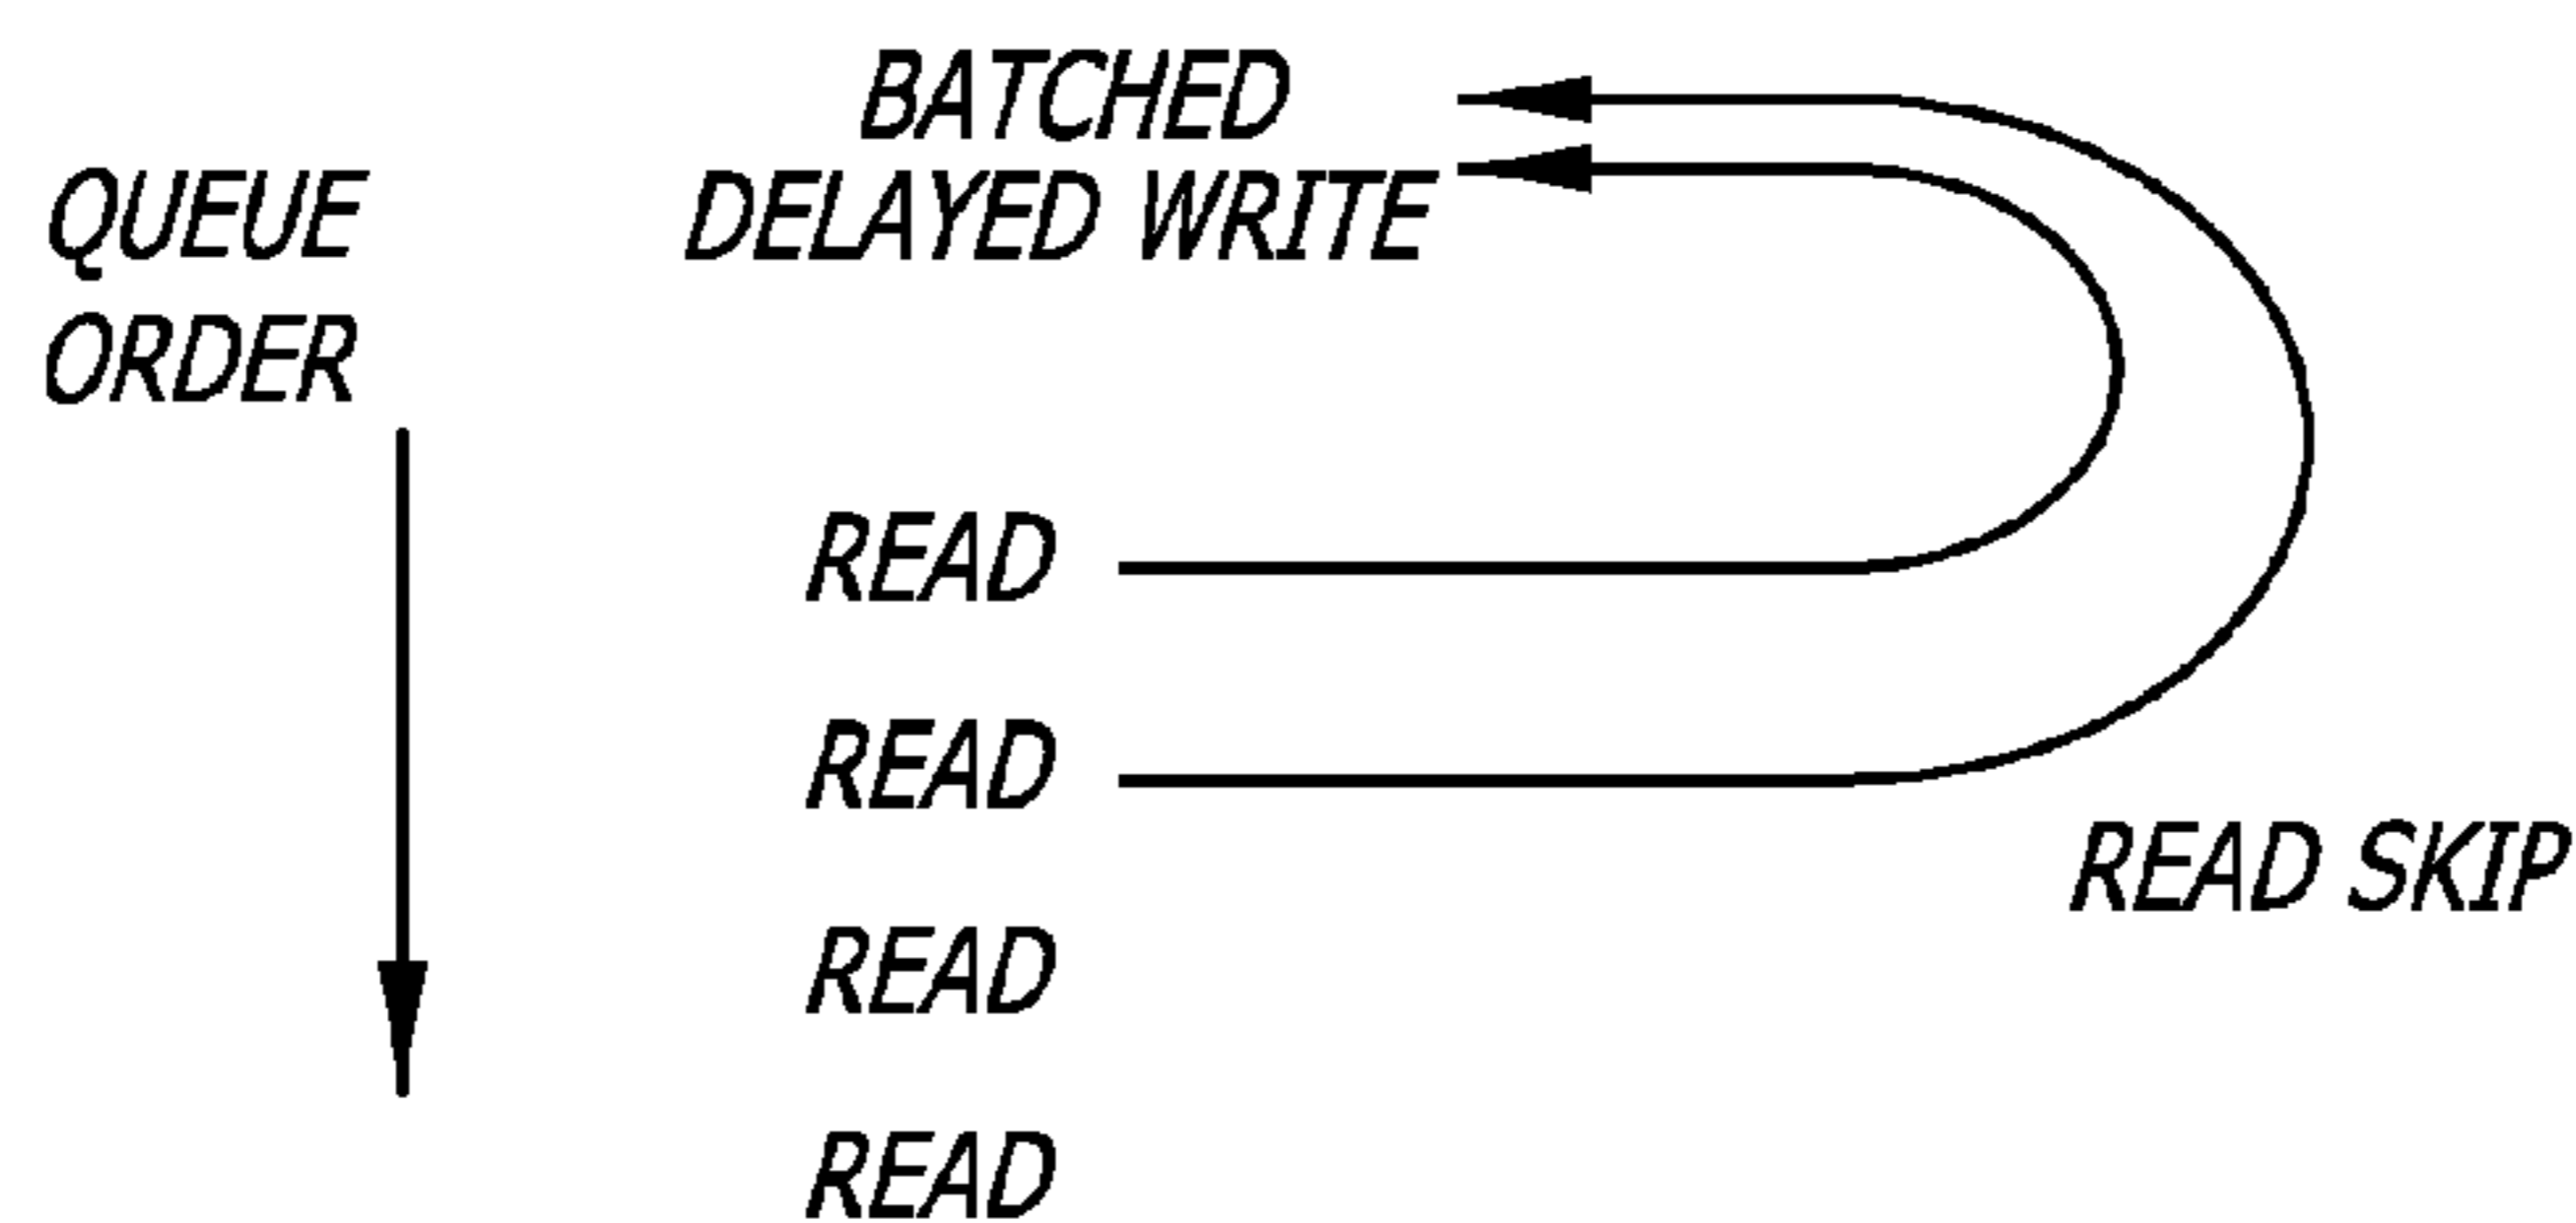 QUEUE
ORDER
BATCHED
DELAYED WRITE
READ
READ
READ SKIP
READ
READ